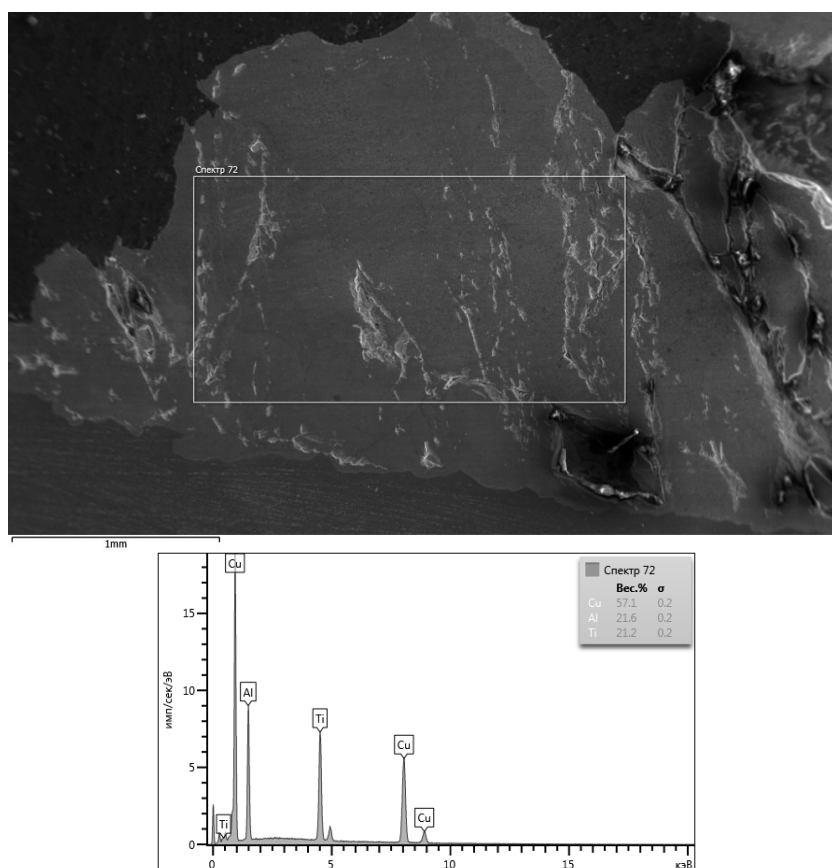 Спектр 72
1mm
Cu
Al
Ti
Cu
Ti
Cu
имп/сек/эВ
15
10
5
0
0
5
10
15
кэВ
Спектр 72
Вес.% σ
Cu 57.1 0.2
Al 21.6 0.2
Ti 21.2 0.2